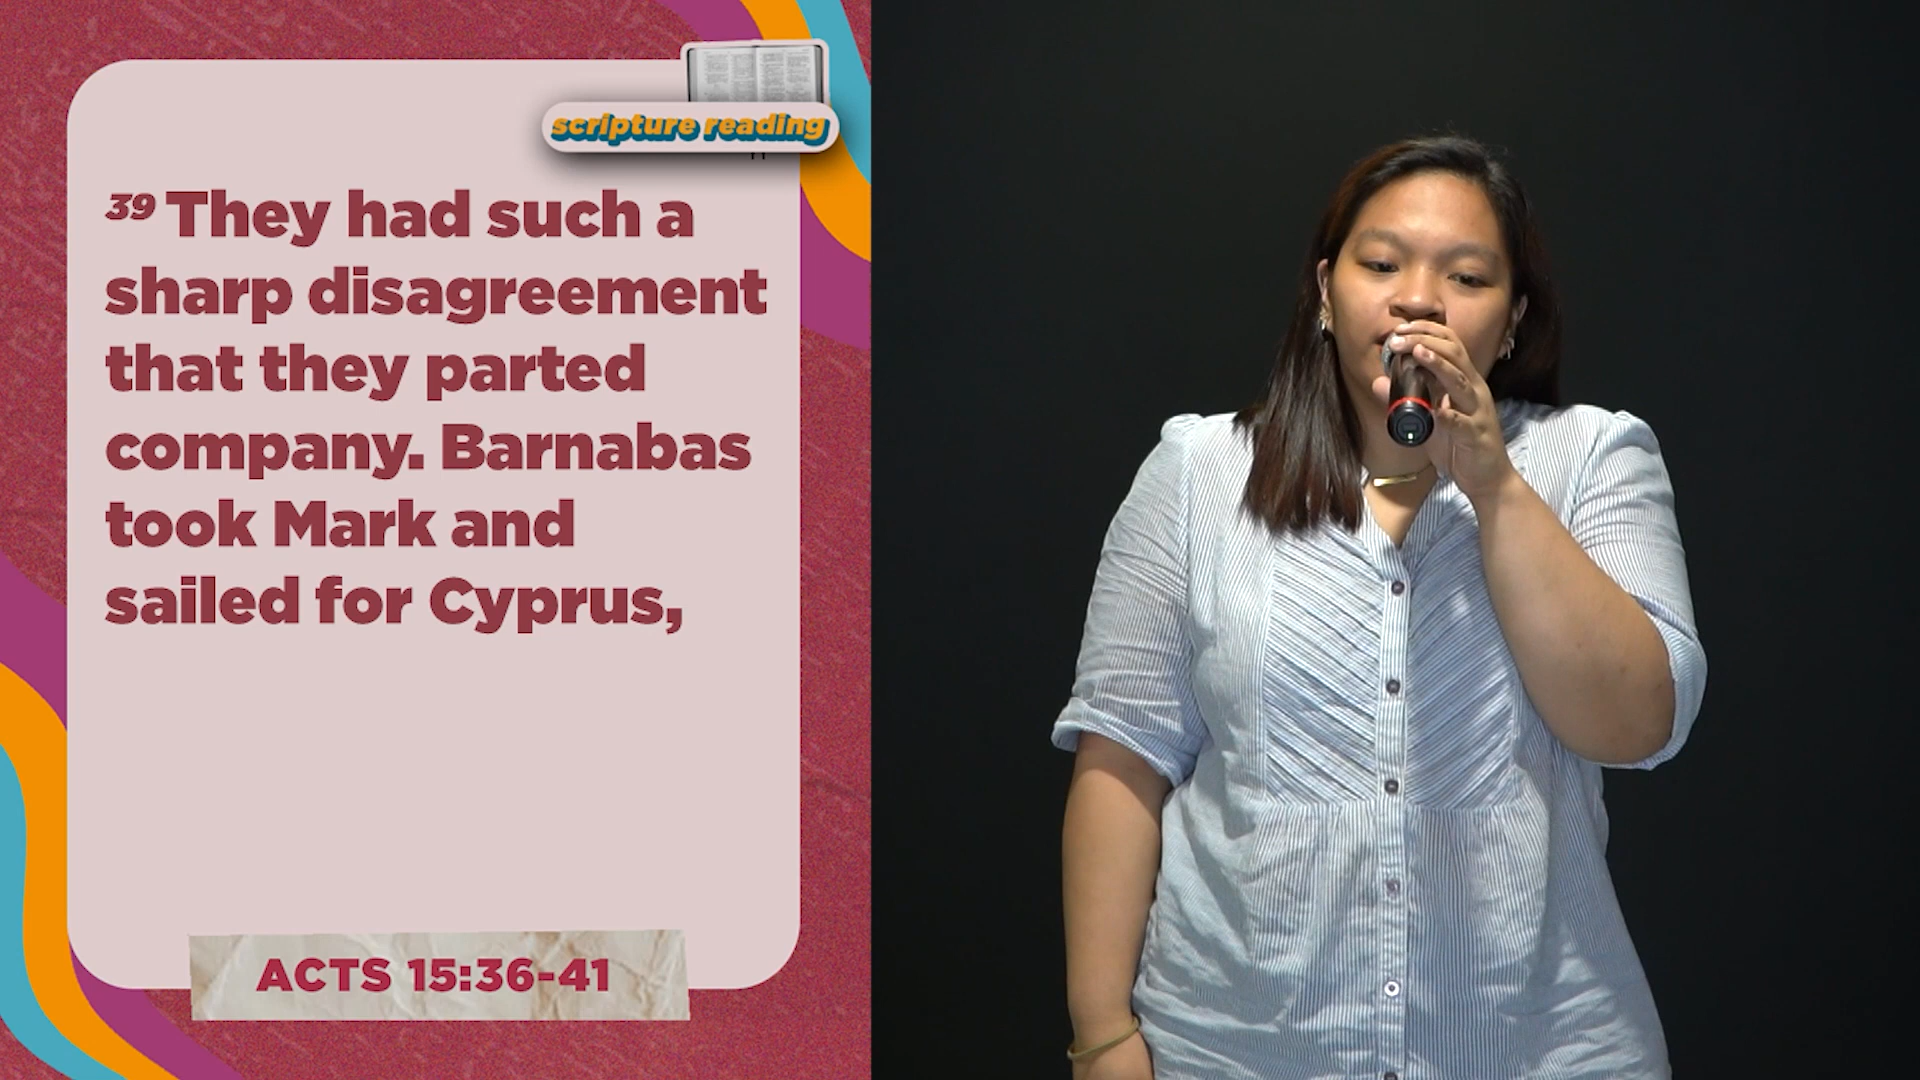 scripture reading
39 They had such a
sharp disagreement
that they parted
company. Barnabas
took Mark and
sailed for Cyprus,
ACTS 15:36-41